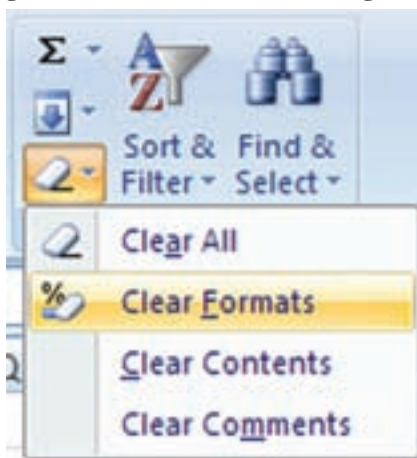 Σ
A
Z
Sort & Find &
Filter Select
Clear All
% Clear Formats
Clear Contents
Clear Comments